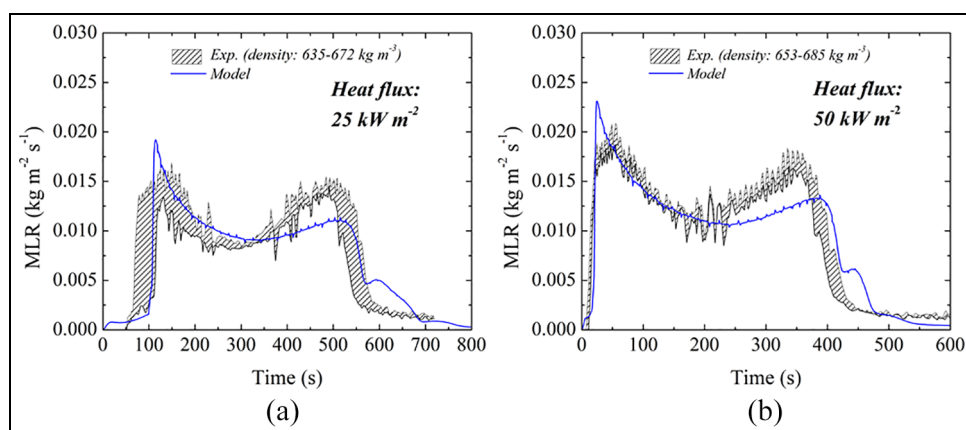 0.030
0.025
0.020
0.015
0.010
0.005
0.000
MLR (kg m⁻² s⁻¹)
Exp. (density: 635-672 kg m⁻³)
Model
Heat flux:
25 kW m⁻²
0 100 200 300 400 500 600 700 800
Time (s)
(a)
0.030
0.025
0.020
0.015
0.010
0.005
0.000
MLR (kg m⁻² s⁻¹)
Exp. (density: 653-685 kg m⁻³)
Model
Heat flux:
50 kW m⁻²
0 100 200 300 400 500 600
Time (s)
(b)